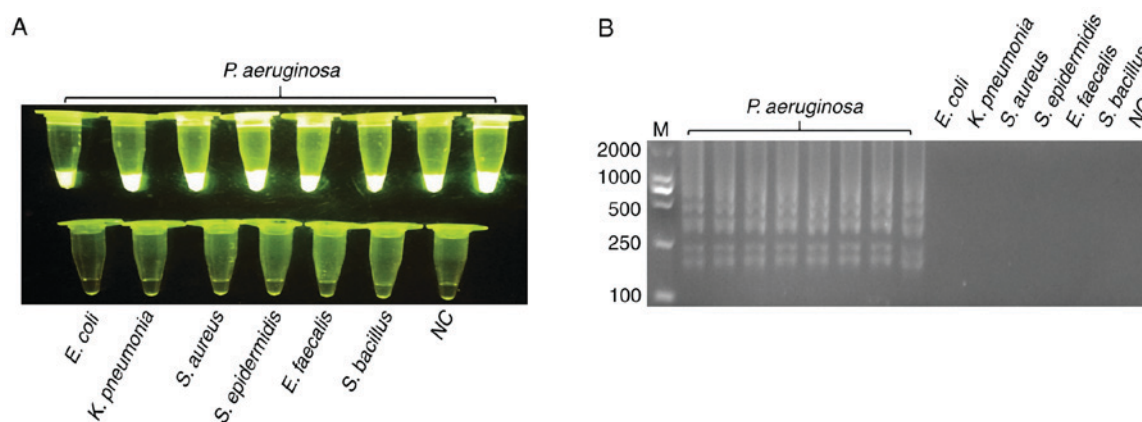 A
P. aeruginosa
E. coli
K. pneumonia
S. aureus
S. epidermidis
E. faecalis
S. bacillus
NC
B
P. aeruginosa
E. coli
K. pneumonia
S. aureus
S. epidermidis
E. faecalis
S. bacillus
NC
M
2000
1000
500
250
100